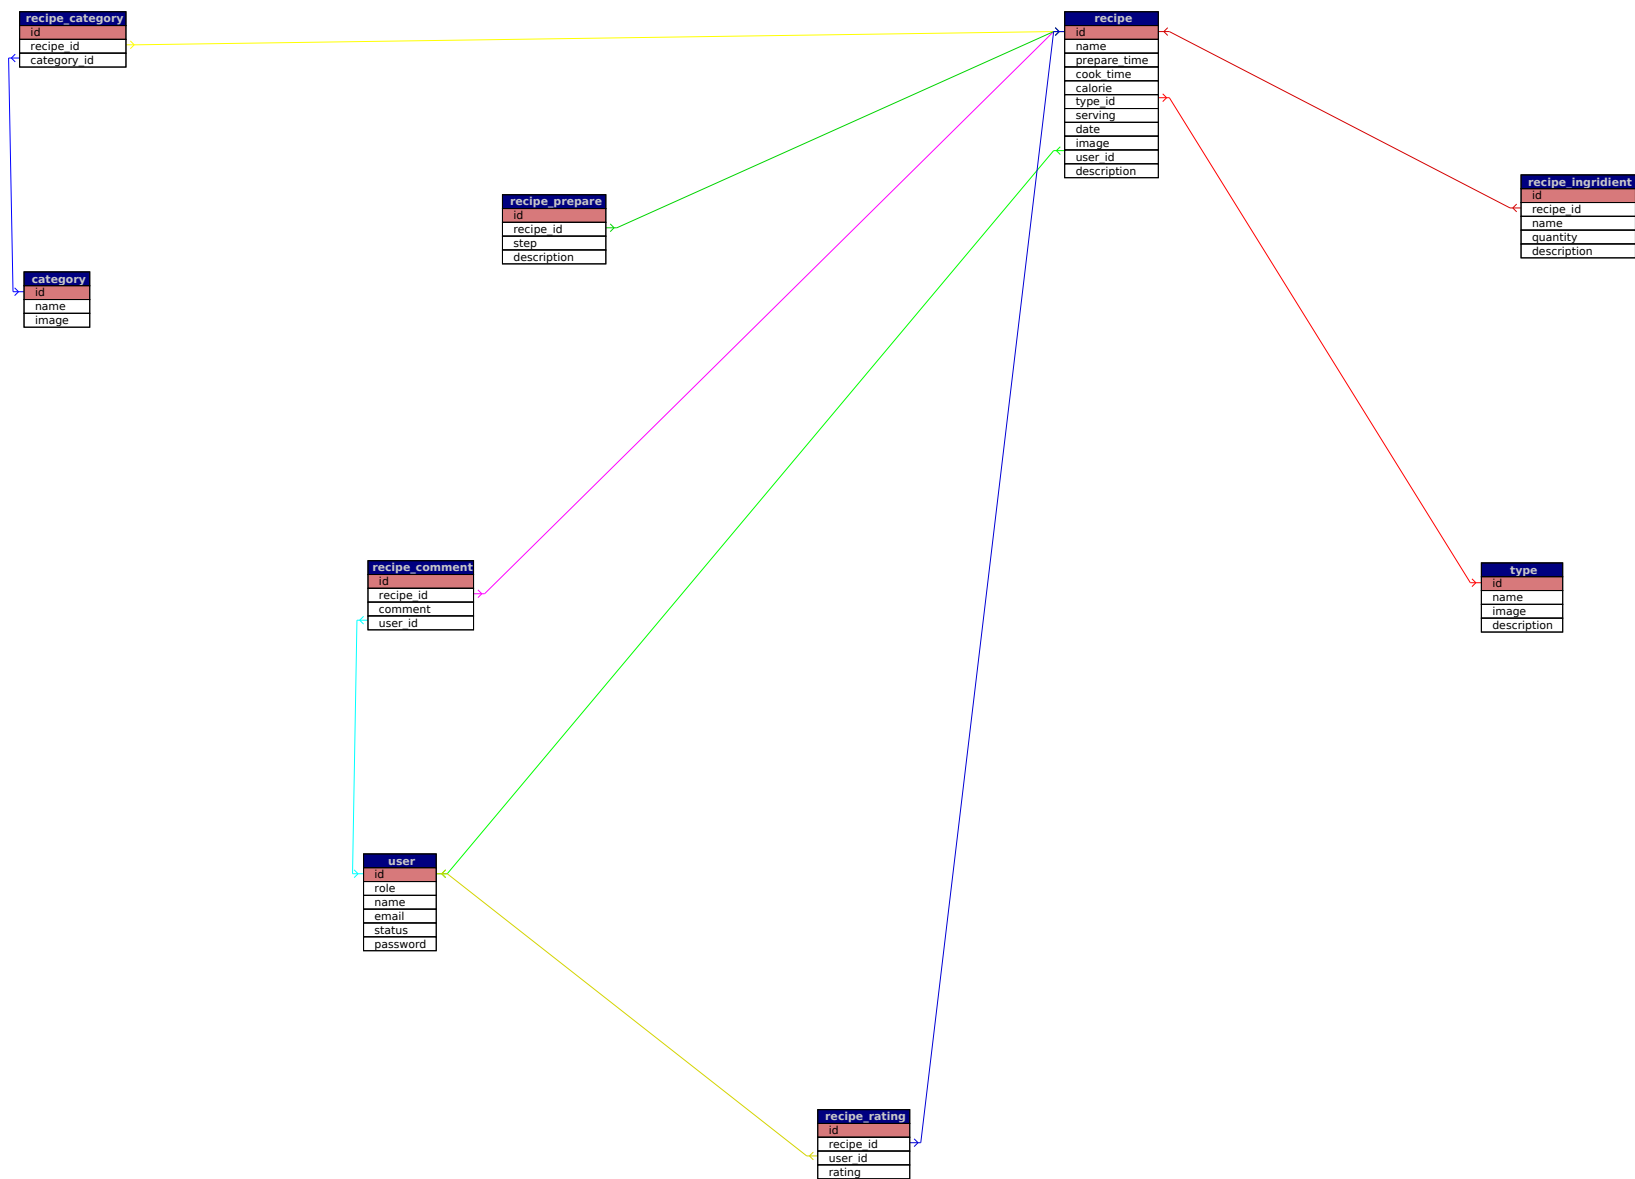 recipe_category
id
recipe_id
category_id
recipe
id
name
prepare_time
cook_time
calorie
type_id
serving
date
image
user_id
description
recipe_ingridient
id
recipe_id
name
quantity
description
recipe_prepare
id
recipe_id
step
description
category
id
name
image
recipe_comment
id
recipe_id
comment
user_id
type
id
name
image
description
user
id
role
name
email
status
password
recipe_rating
id
recipe_id
user_id
rating